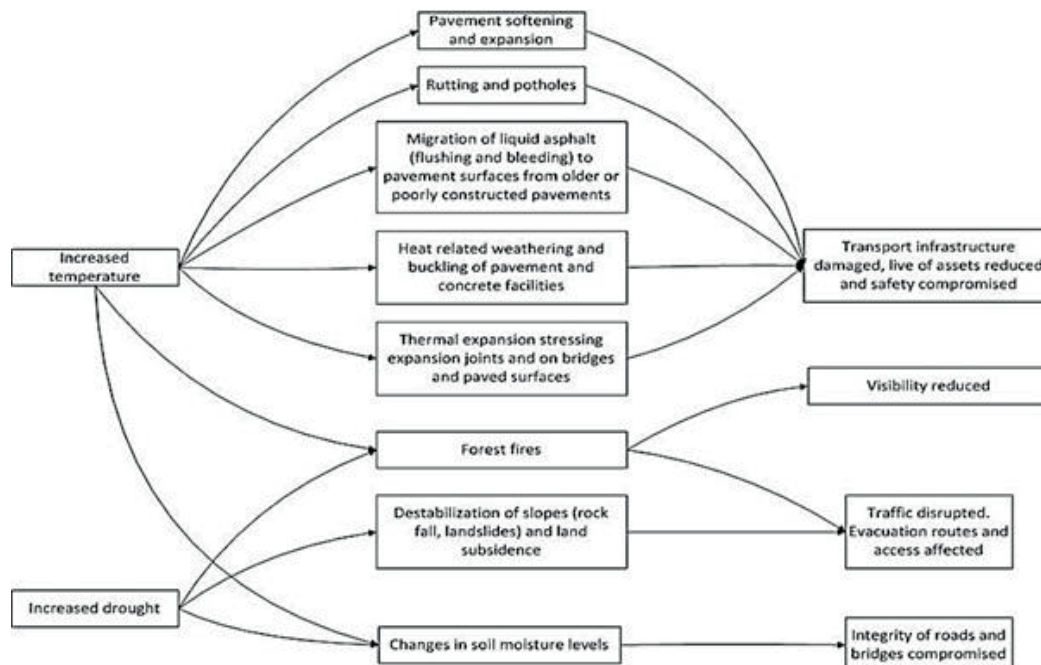 Pavement softening
and expansion
Rutting and potholes
Migration of liquid asphalt
(flushing and bleeding) to
pavement surfaces from older or
poorly constructed pavements
Increased
temperature
Heat related weathering and
buckling of pavement and
concrete facilities
Transport infrastructure
damaged, live of assets reduced
and safety compromised
Thermal expansion stressing
expansion joints and on bridges
and paved surfaces
Visibility reduced
Forest fires
Destabilization of slopes (rock
fall, landslides) and land
subsidence
Traffic disrupted.
Evacuation routes and
access affected
Increased drought
Changes in soil moisture levels
Integrity of roads and
bridges compromised